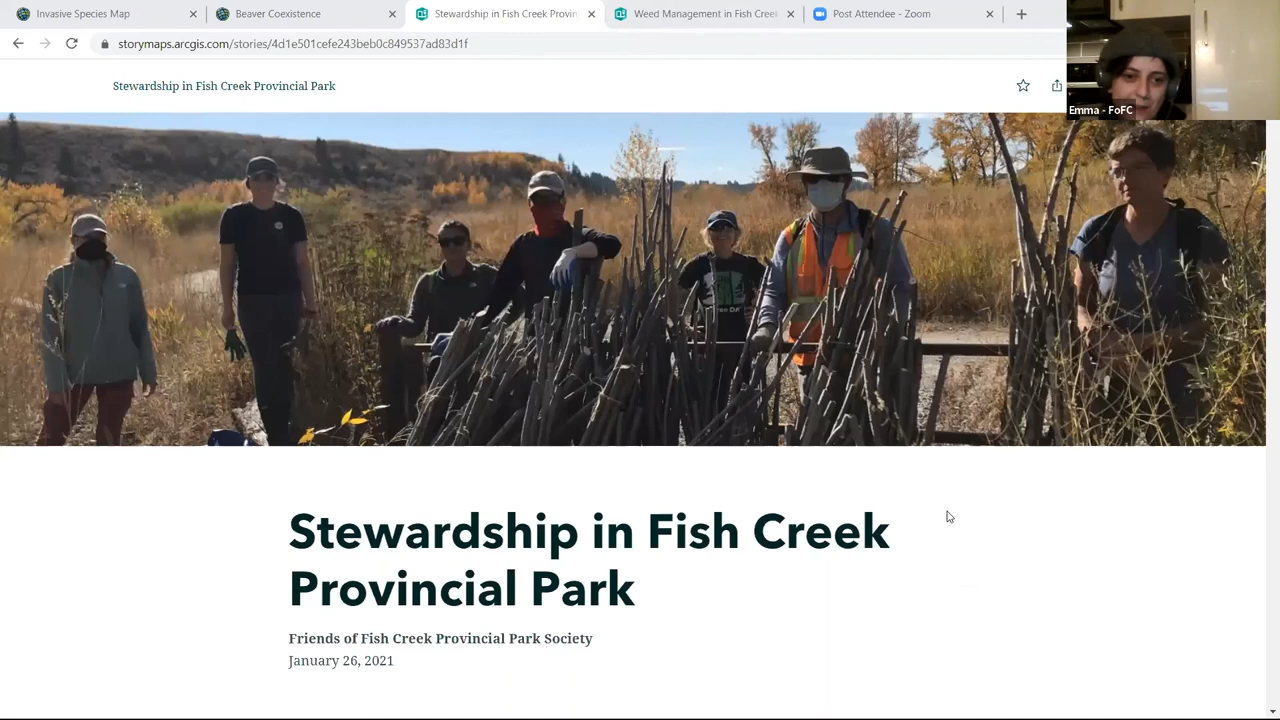 Invasive Species Map
Beaver Coexistence
Stewardship in Fish Creek Provin
Weed Management in Fish Creek
Post Attendee - Zoom
storymaps.arcgis.com/stories/
Stewardship in Fish Creek Provincial Park
Emma - FoFC
Stewardship in Fish Creek
Provincial Park
Friends of Fish Creek Provincial Park Society
January 26, 2021